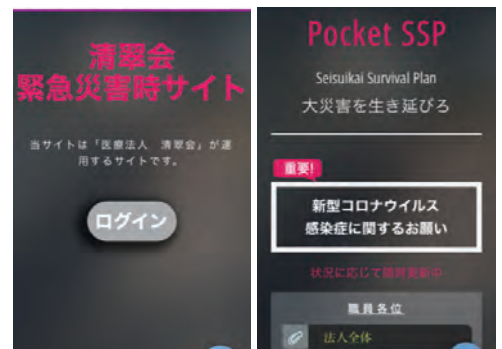 清翠会
緊急災害時サイト
当サイトは「医療法人　清翠会」が運
用するサイトです。
ログイン
Pocket SSP
Seisuikai Survival Plan
大災害を生き延びろ
重要!
新型コロナウイルス
感染症に関するお願い
状況に応じて随時更新中
職員各位
法人全体